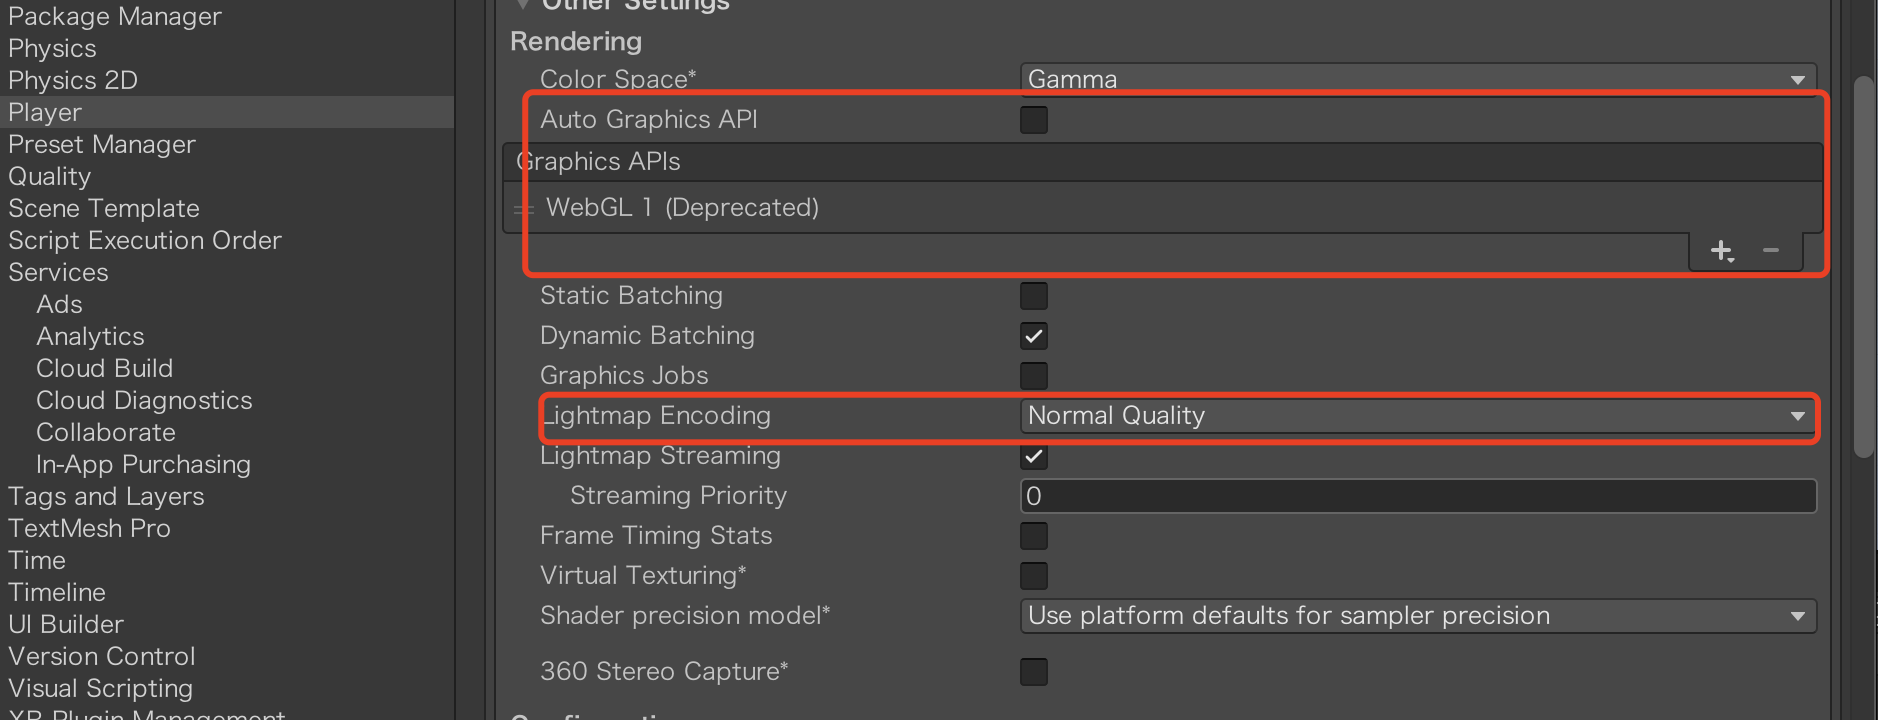 Package Manager
Physics
Physics 2D
Player
Preset Manager
Quality
Scene Template
Script Execution Order
Services
Ads
Analytics
Cloud Build
Cloud Diagnostics
Collaborate
In-App Purchasing
Tags and Layers
TextMesh Pro
Time
Timeline
UI Builder
Version Control
Visual Scripting
XR Plugin Management
Other Settings
Rendering
Color Space* Gamma
Auto Graphics API
Graphics APIs
WebGL 1 (Deprecated)
Static Batching
Dynamic Batching
Graphics Jobs
Lightmap Encoding Normal Quality
Lightmap Streaming
Streaming Priority 0
Frame Timing Stats
Virtual Texturing*
Shader precision model* Use platform defaults for sampler precision
360 Stereo Capture*